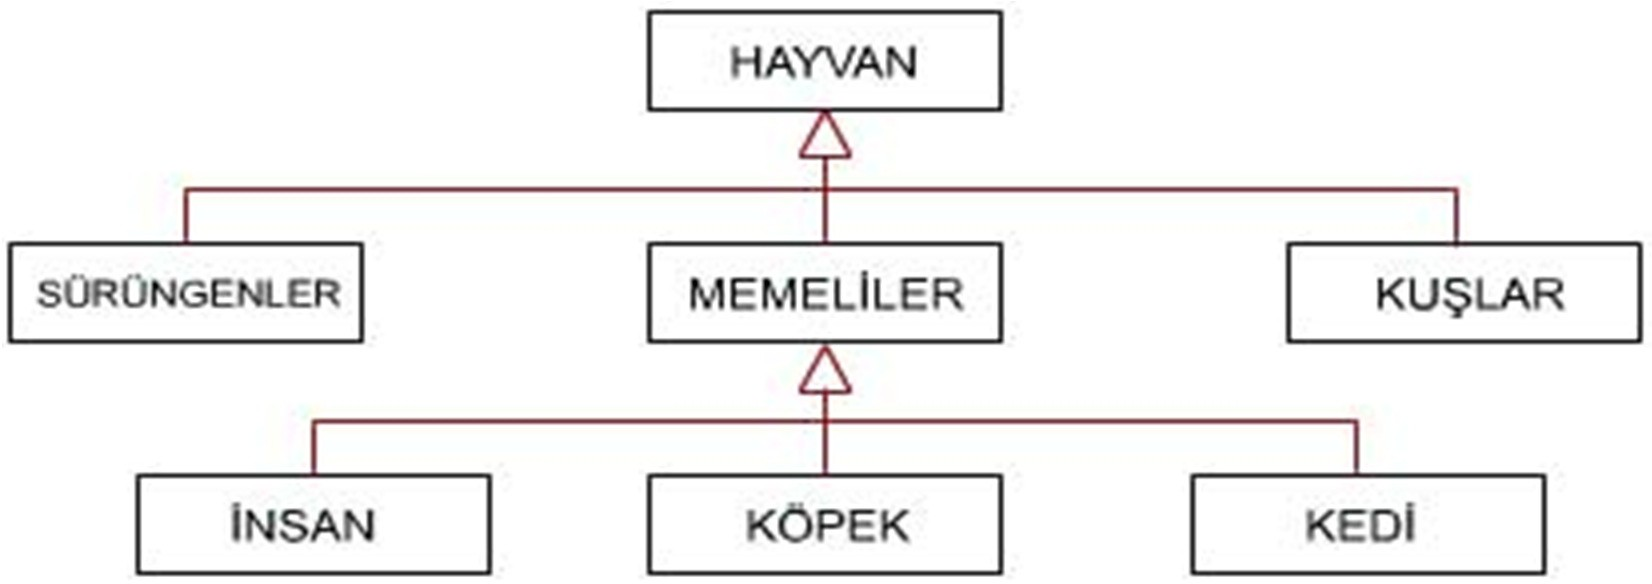 HAYVAN
SÜRÜNGENLER
MEMELİLER
KUŞLAR
İNSAN
KÖPEK
KEDİ